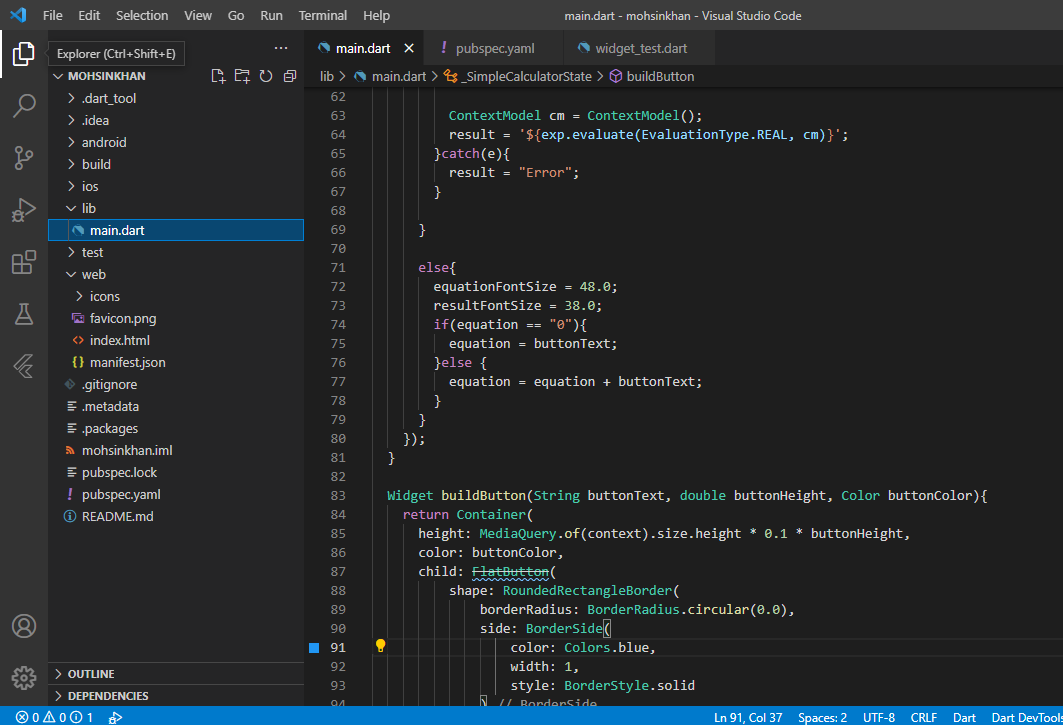 File Edit Selection View Go Run Terminal Help main.dart - mohsinkhan - Visual Studio Code
Explorer (Ctrl+Shift+E)
MOHSINKHAN
.dart_tool
.idea
android
build
ios
lib
main.dart
test
web
icons
favicon.png
index.html
manifest.json
.gitignore
.metadata
.packages
mohsinkhan.iml
pubspec.lock
pubspec.yaml
README.md
OUTLINE
DEPENDENCIES
main.dart pubspec.yaml widget_test.dart
lib > main.dart > _SimpleCalculatorState > buildButton
62
63 ContextModel cm = ContextModel();
64 result = '${exp.evaluate(EvaluationType.REAL, cm)}';
65 }catch(e){
66 result = "Error";
67 }
68
69 }
70
71 else{
72 equationFontSize = 48.0;
73 resultFontSize = 38.0;
74 if(equation == "0"){
75 equation = buttonText;
76 }else {
77 equation = equation + buttonText;
78 }
79 }
80 });
81 }
82
83 Widget buildButton(String buttonText, double buttonHeight, Color buttonColor){
84 return Container(
85 height: MediaQuery.of(context).size.height * 0.1 * buttonHeight,
86 color: buttonColor,
87 child: FlatButton(
88 shape: RoundedRectangleBorder(
89 borderRadius: BorderRadius.circular(0.0),
90 side: BorderSide(
91 color: Colors.blue,
92 width: 1,
93 style: BorderStyle.solid
94 ) // BorderSide
0 0 1 Ln 91, Col 37 Spaces: 2 UTF-8 CRLF Dart Dart DevTools